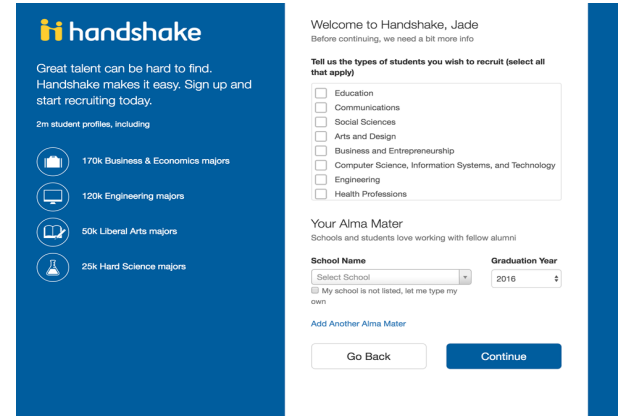 handshake
Great talent can be hard to find.
Handshake makes it easy. Sign up and
start recruiting today.
2m student profiles, including
170k Business & Economics majors
120k Engineering majors
50k Liberal Arts majors
25k Hard Science majors
Welcome to Handshake, Jade
Before continuing, we need a bit more info
Tell us the types of students you wish to recruit (select all
that apply)
Education
Communications
Social Sciences
Arts and Design
Business and Entrepreneurship
Computer Science, Information Systems, and Technology
Engineering
Health Professions
Your Alma Mater
Schools and students love working with fellow alumni
School Name
Graduation Year
Select School
2016
My school is not listed, let me type my
own
Add Another Alma Mater
Go Back
Continue